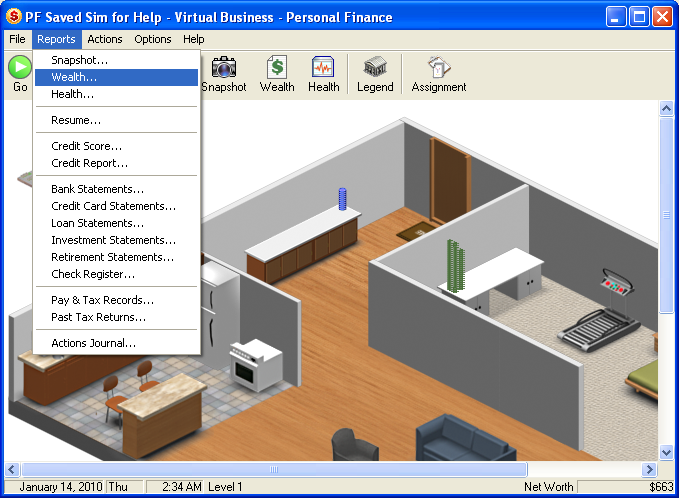 PF Saved Sim for Help - Virtual Business - Personal Finance
File Reports Actions Options Help
Go Snapshot Wealth Health Legend Assignment
Snapshot...
Wealth...
Health...
Resume...
Credit Score...
Credit Report...
Bank Statements...
Credit Card Statements...
Loan Statements...
Investment Statements...
Retirement Statements...
Check Register...
Pay & Tax Records...
Past Tax Returns...
Actions Journal...
January 14, 2010 Thu 2:34 AM Level 1 Net Worth $663